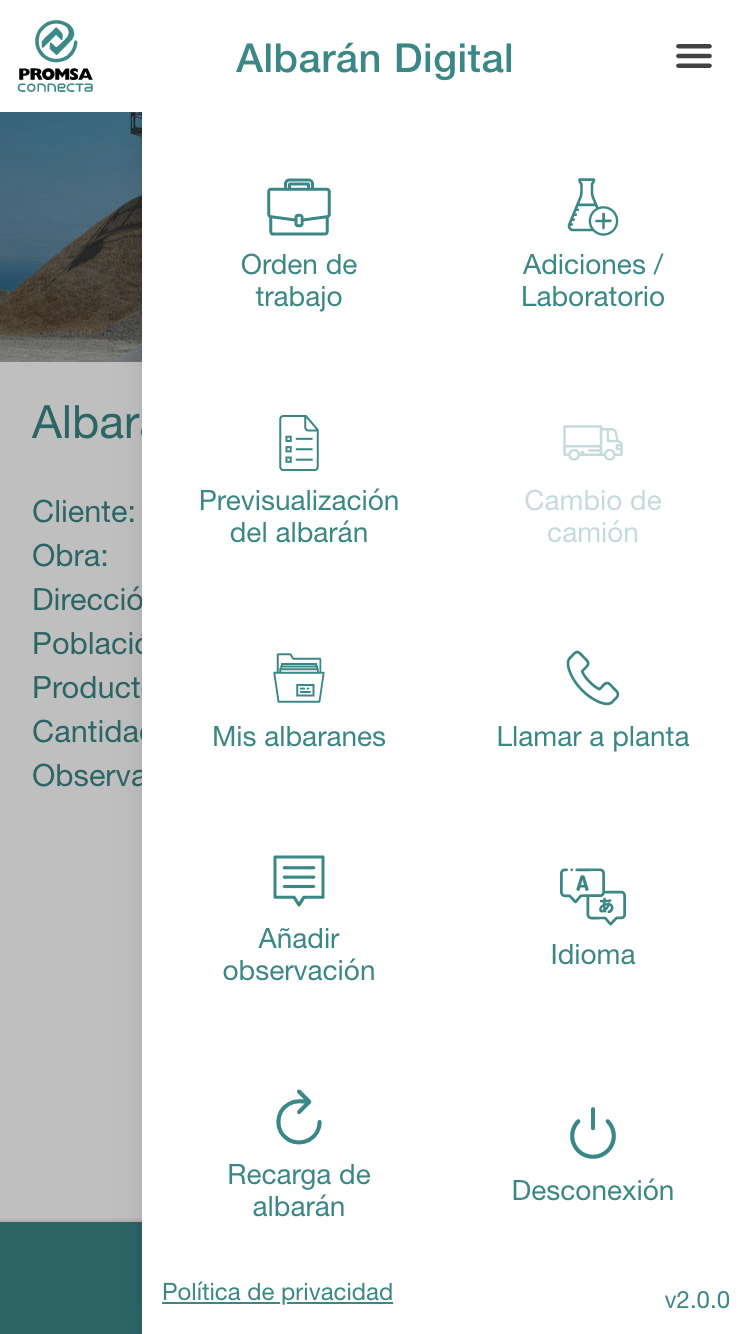 PROMSA
connecta
Albarán Digital
Orden de
trabajo
Adiciones /
Laboratorio
Previsualización
del albarán
Cambio de
camión
Mis albaranes
Llamar a planta
A
あ
Añadir
observación
Idioma
Recarga de
albarán
Desconexión
Política de privacidad
v2.0.0
Albar
Cliente:
Obra:
Direcció
Població
Product
Cantida
Observa